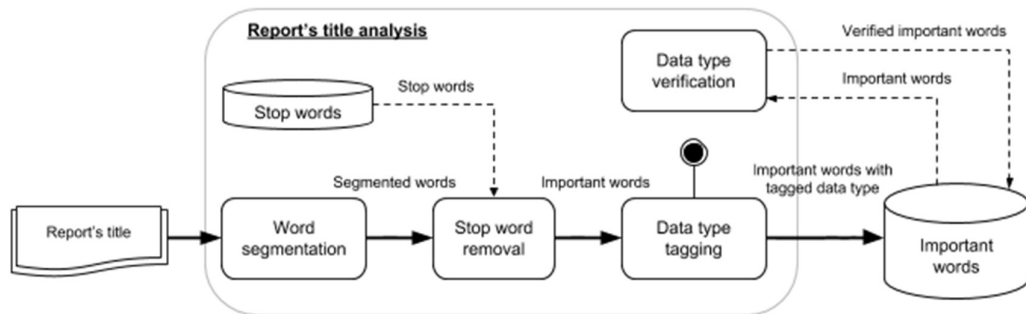 Report's title analysis
Verified important words
Data type
verification
Important words
Stop words
Stop words
Segmented words
Important words
Important words with
tagged data type
Report's title
Word
segmentation
Stop word
removal
Data type
tagging
Important
words